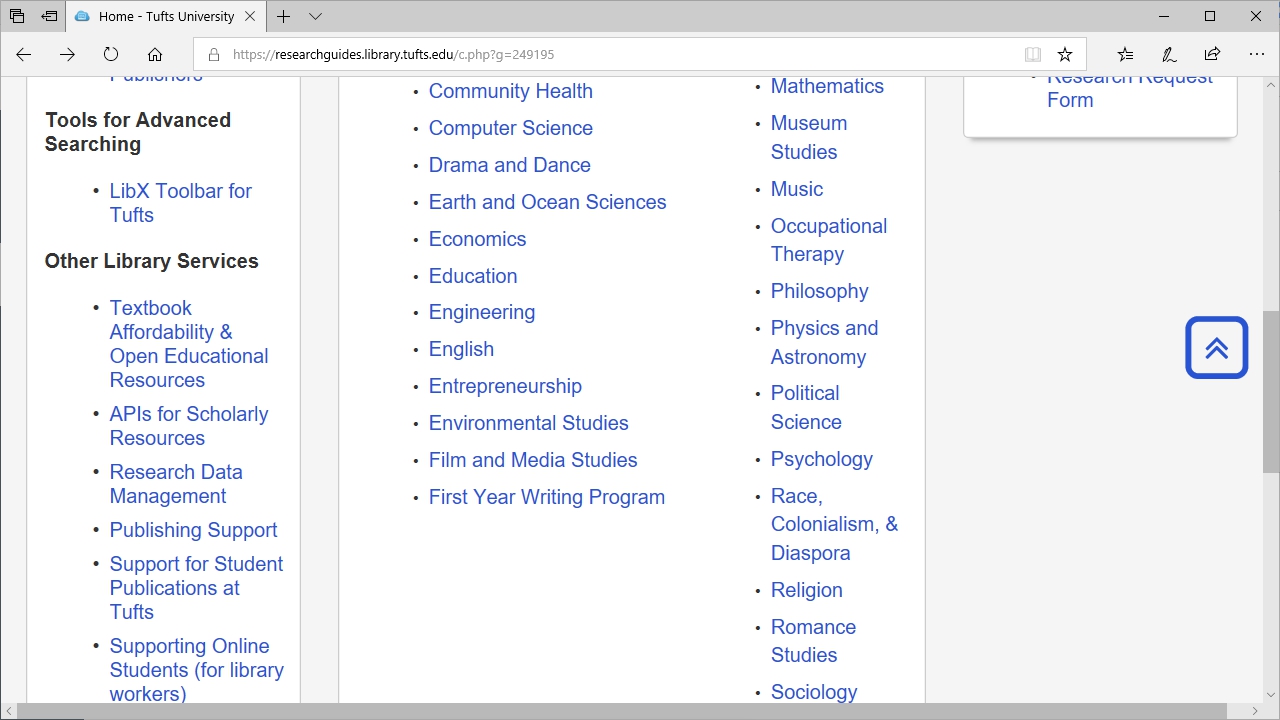 Home - Tufts University
https://researchguides.library.tufts.edu/c.php?g=249195
Publishers
Tools for Advanced
Searching
• LibX Toolbar for
Tufts
Other Library Services
• Textbook
Affordability &
Open Educational
Resources
• APIs for Scholarly
Resources
• Research Data
Management
• Publishing Support
• Support for Student
Publications at
Tufts
• Supporting Online
Students (for library
workers)
• Community Health
• Computer Science
• Drama and Dance
• Earth and Ocean Sciences
• Economics
• Education
• Engineering
• English
• Entrepreneurship
• Environmental Studies
• Film and Media Studies
• First Year Writing Program
• Mathematics
• Museum
Studies
• Music
• Occupational
Therapy
• Philosophy
• Physics and
Astronomy
• Political
Science
• Psychology
• Race,
Colonialism, &
Diaspora
• Religion
• Romance
Studies
• Sociology
• Research Request
Form